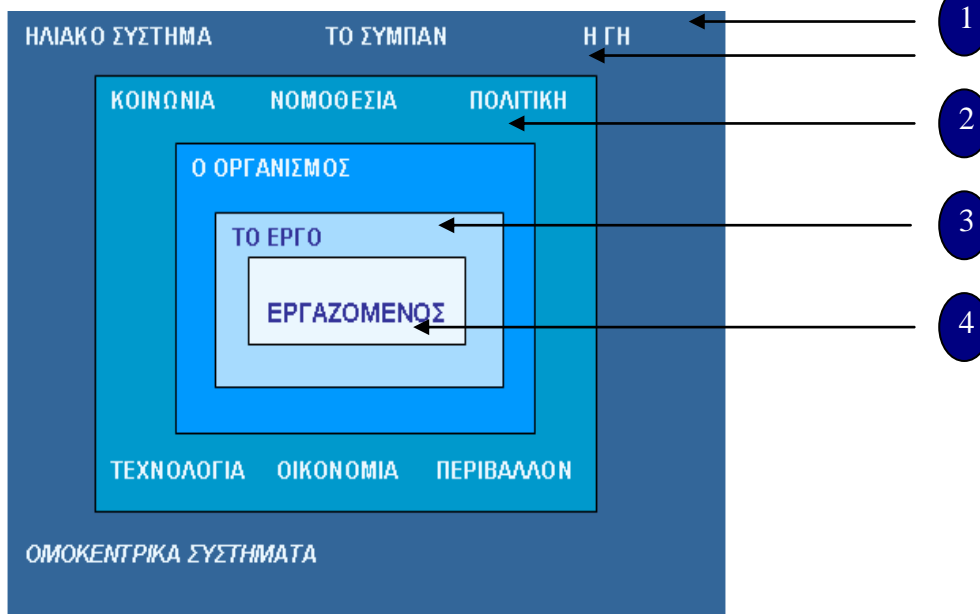 ΗΛΙΑΚΟ ΣΥΣΤΗΜΑ ΤΟ ΣΥΜΠΑΝ Η ΓΗ 1
ΚΟΙΝΩΝΙΑ ΝΟΜΟΘΕΣΙΑ ΠΟΛΙΤΙΚΗ 2
Ο ΟΡΓΑΝΙΣΜΟΣ
ΤΟ ΕΡΓΟ 3
ΕΡΓΑΖΟΜΕΝΟΣ 4
ΤΕΧΝΟΛΟΓΙΑ ΟΙΚΟΝΟΜΙΑ ΠΕΡΙΒΑΛΛΟΝ
ΟΜΟΚΕΝΤΡΙΚΑ ΣΥΣΤΗΜΑΤΑ